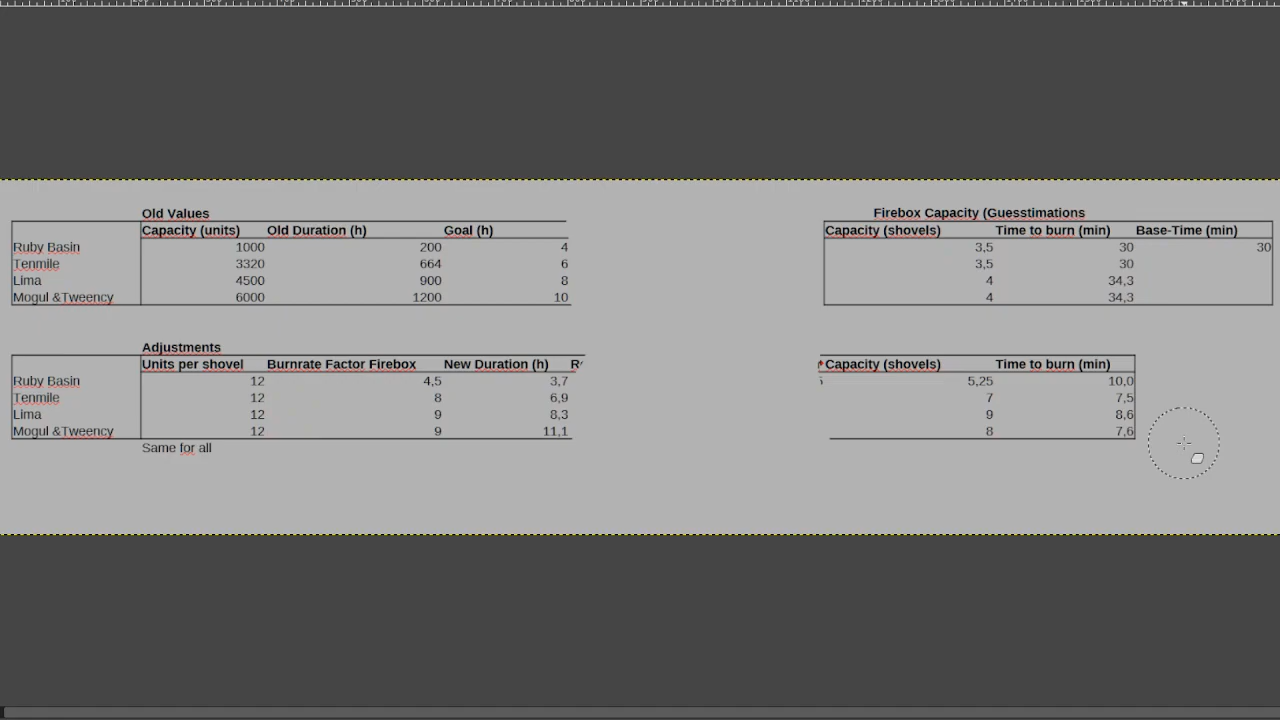 Old Values
Capacity (units) Old Duration (h) Goal (h)
Ruby Basin 1000 200 4
Tenmile 3320 664 6
Lima 4500 900 8
Mogul &Tweency 6000 1200 10
Firebox Capacity (Guesstimations
Capacity (shovels) Time to burn (min) Base-Time (min)
3,5 30 30
3,5 30
4 34,3
4 34,3
Adjustments
Units per shovel Burnrate Factor Firebox New Duration (h)
Ruby Basin 12 4,5 3,7
Tenmile 12 8 6,9
Lima 12 9 8,3
Mogul &Tweency 12 9 11,1
Same for all
Capacity (shovels) Time to burn (min)
5,25 10,0
7 7,5
9 8,6
8 7,6